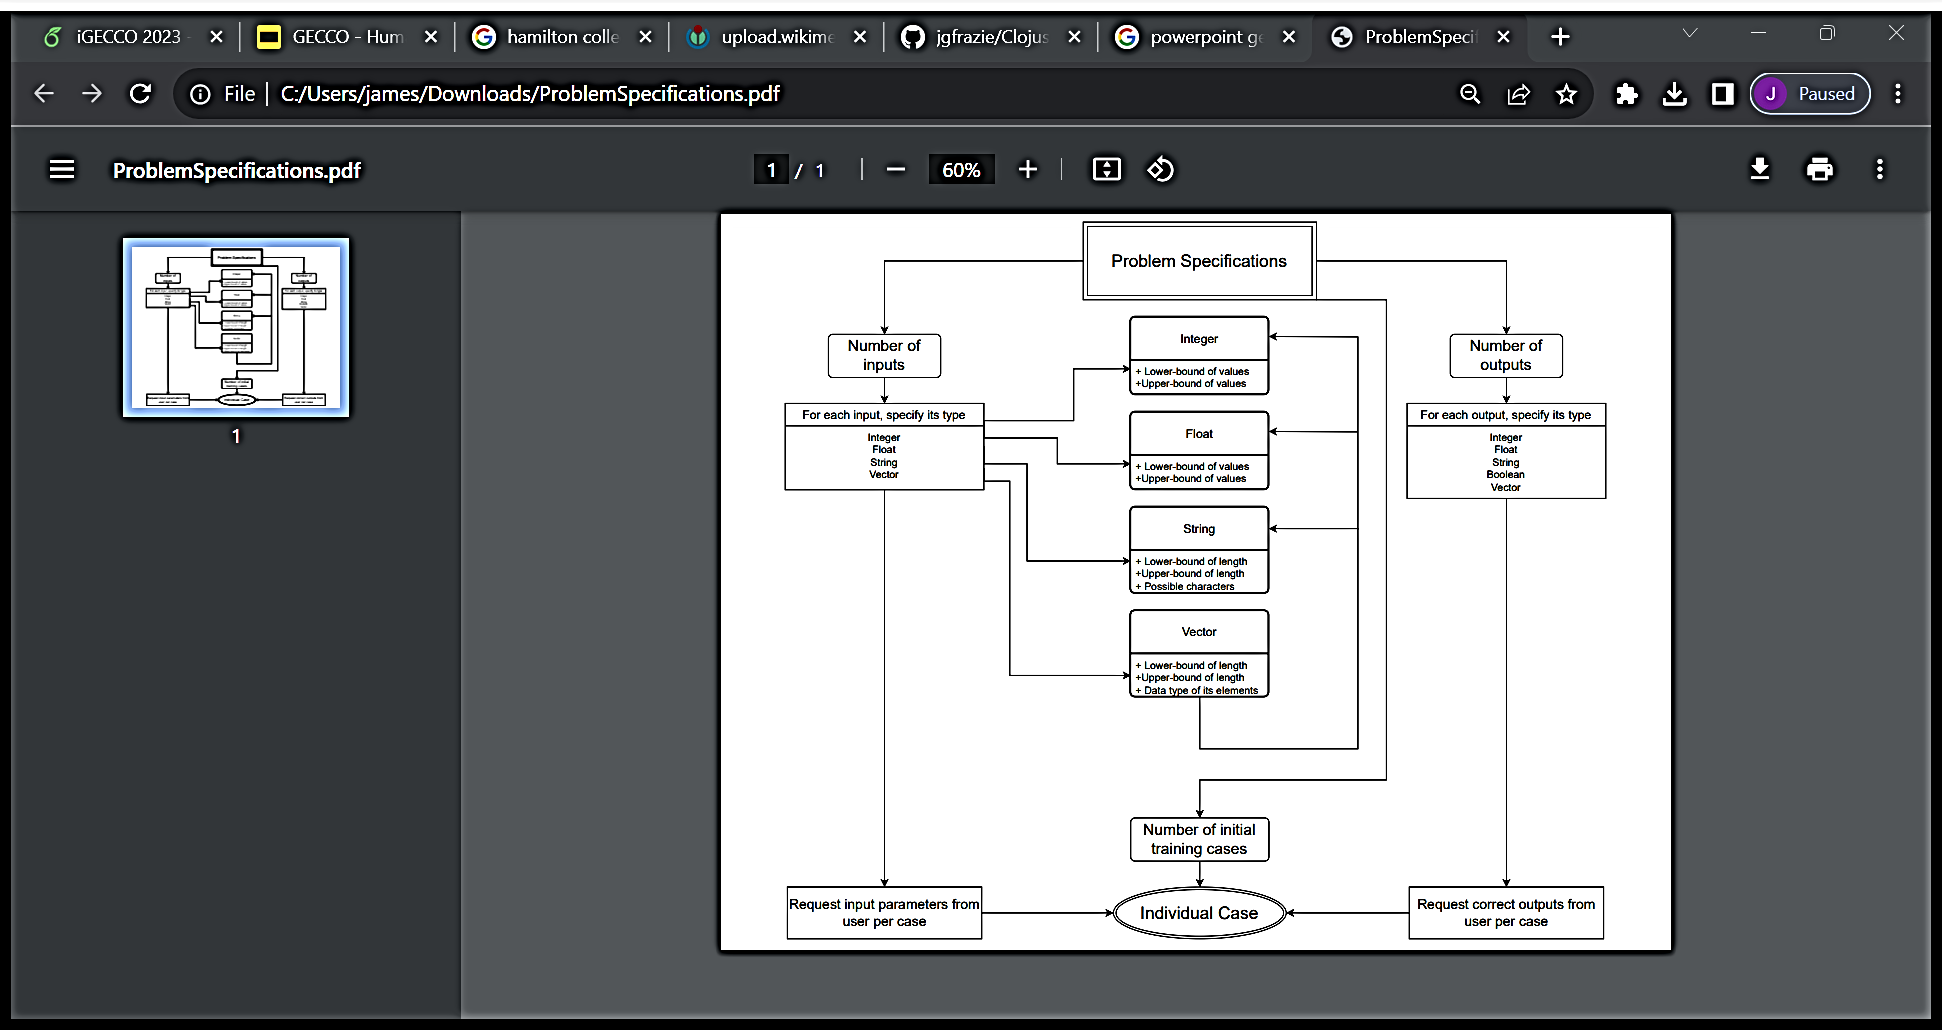 iGECCO 2023
GECCO - Hum
hamilton colle
upload.wikime
jgfrazie/Clojus
powerpoint ge
ProblemSpecif
File
C:/Users/james/Downloads/ProblemSpecifications.pdf
J
Paused
ProblemSpecifications.pdf
1 / 1
60%
1
Problem Specifications
Number of
inputs
For each input, specify its type
Integer
Float
String
Vector
Integer
+ Lower-bound of values
+Upper-bound of values
Float
+ Lower-bound of values
+Upper-bound of values
String
+ Lower-bound of length
+Upper-bound of length
+ Possible characters
Vector
+ Lower-bound of length
+Upper-bound of length
+ Data type of its elements
Number of
outputs
For each output, specify its type
Integer
Float
String
Boolean
Vector
Number of initial
training cases
Request input parameters from
user per case
Individual Case
Request correct outputs from
user per case